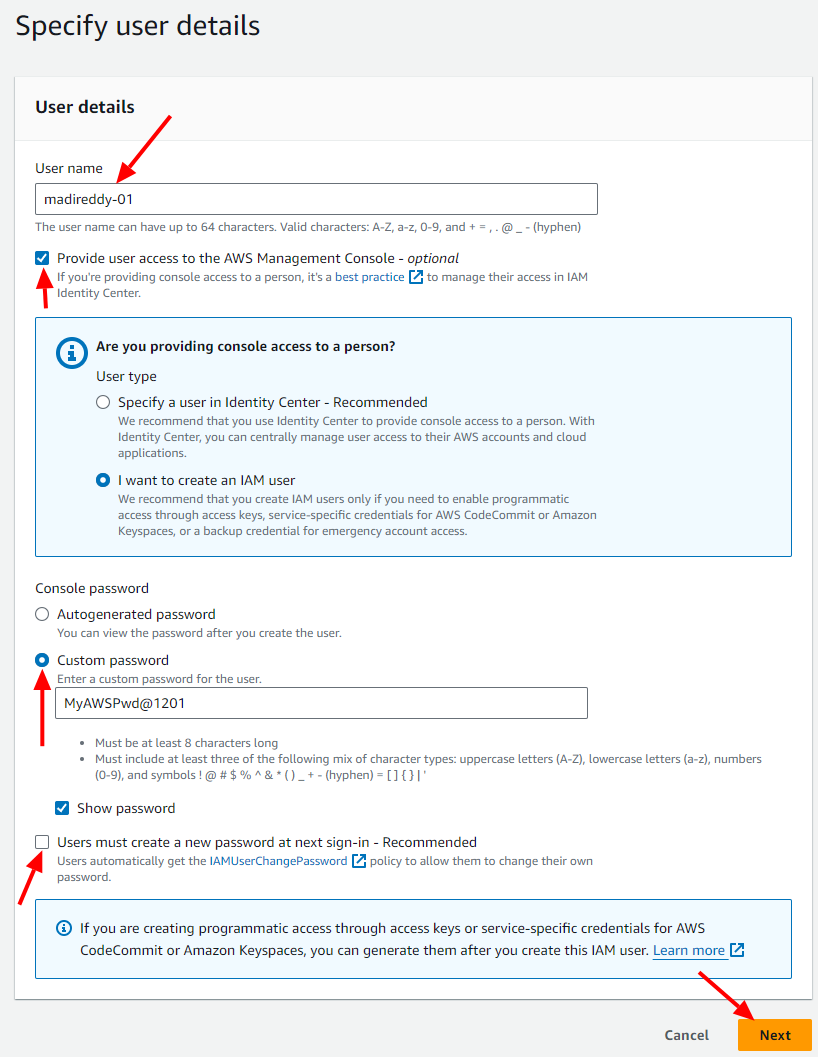 Specify user details
User details
User name
madireddy-01
The user name can have up to 64 characters. Valid characters: A-Z, a-z, 0-9, and + = , . @ _ - (hyphen)
Provide user access to the AWS Management Console - optional
If you're providing console access to a person, it's a best practice to manage their access in IAM
Identity Center.
Are you providing console access to a person?
User type
Specify a user in Identity Center - Recommended
We recommend that you use Identity Center to provide console access to a person. With
Identity Center, you can centrally manage user access to their AWS accounts and cloud
applications.
I want to create an IAM user
We recommend that you create IAM users only if you need to enable programmatic
access through access keys, service-specific credentials for AWS CodeCommit or Amazon
Keyspaces, or a backup credential for emergency account access.
Console password
Autogenerated password
You can view the password after you create the user.
Custom password
Enter a custom password for the user.
MyAWSPwd@1201
• Must be at least 8 characters long
• Must include at least three of the following mix of character types: uppercase letters (A-Z), lowercase letters (a-z), numbers
(0-9), and symbols ! @ # $ % ^ & * ( ) _ + - (hyphen) = [ ] { } | '
Show password
Users must create a new password at next sign-in - Recommended
Users automatically get the IAMUserChangePassword policy to allow them to change their own
password.
If you are creating programmatic access through access keys or service-specific credentials for AWS
CodeCommit or Amazon Keyspaces, you can generate them after you create this IAM user. Learn more
Cancel Next